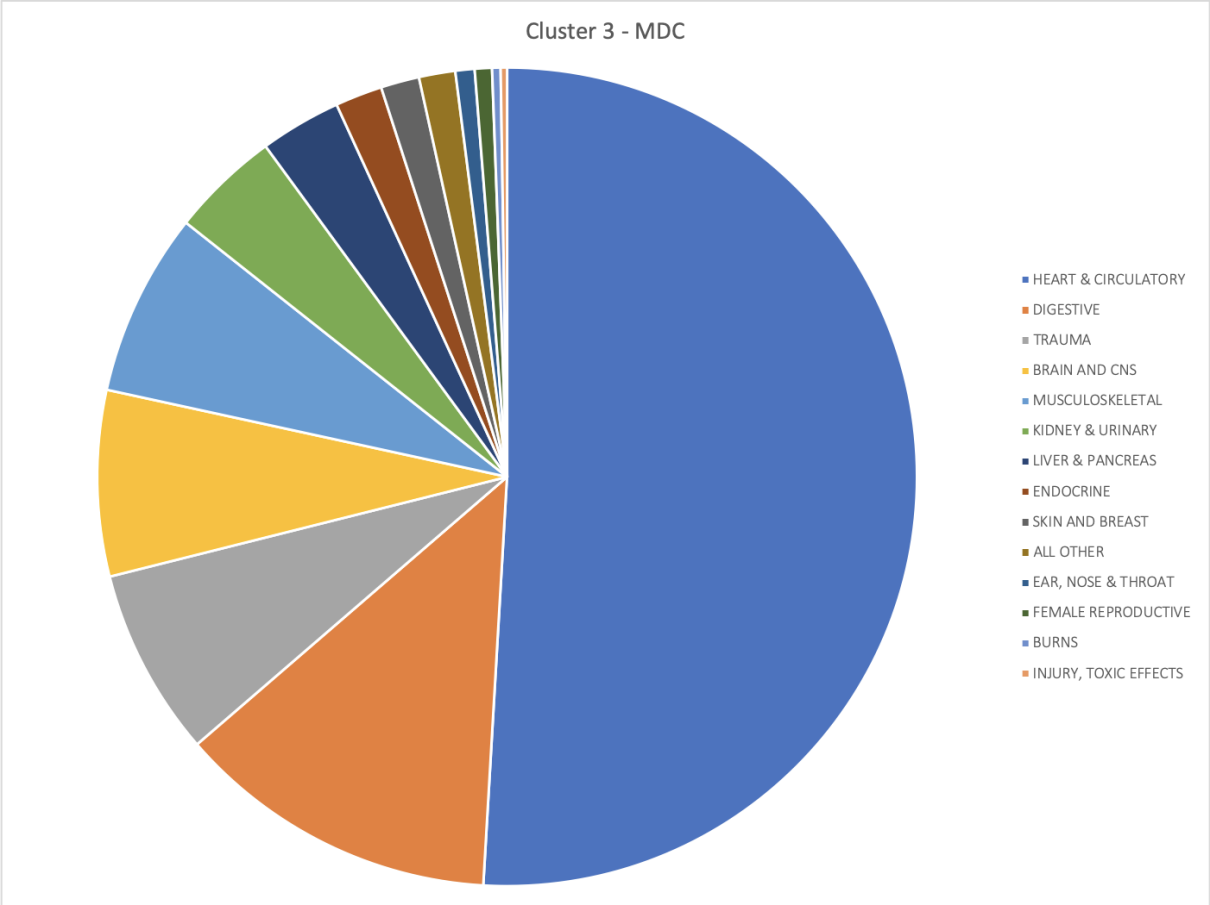 Cluster 3 - MDC
HEART & CIRCULATORY
DIGESTIVE
TRAUMA
BRAIN AND CNS
MUSCULOSKELETAL
KIDNEY & URINARY
LIVER & PANCREAS
ENDOCRINE
SKIN AND BREAST
ALL OTHER
EAR, NOSE & THROAT
FEMALE REPRODUCTIVE
BURNS
INJURY, TOXIC EFFECTS